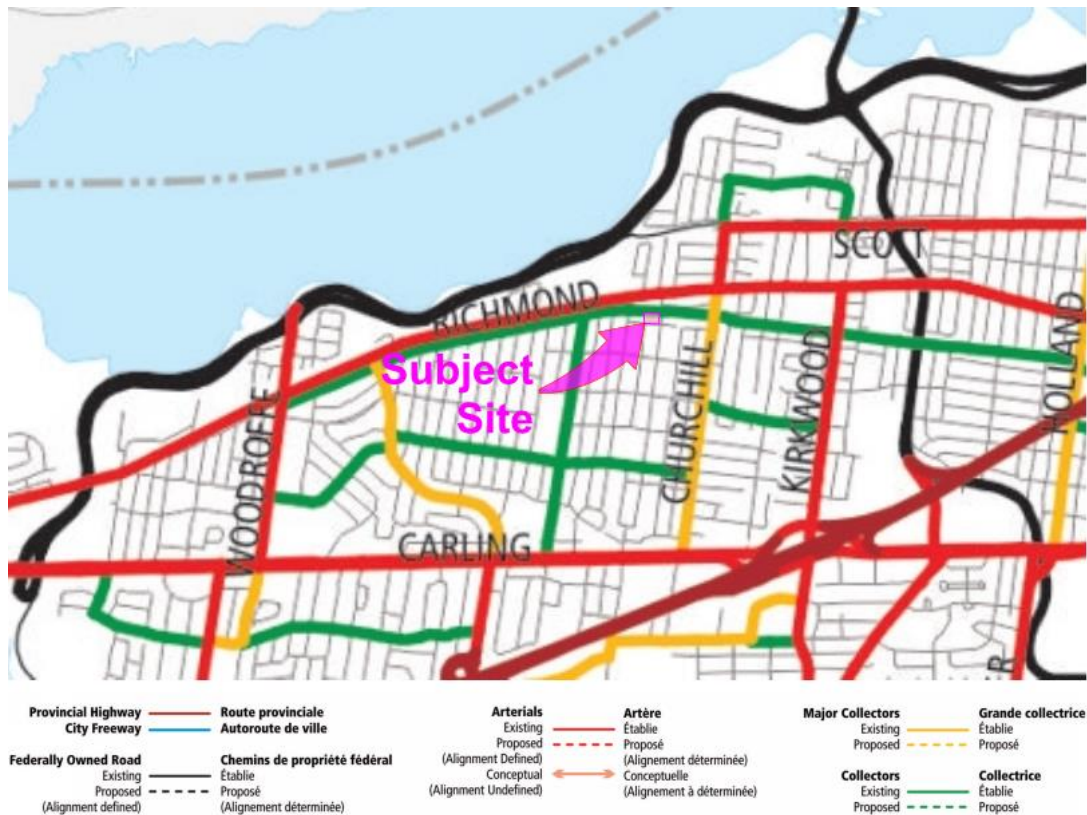 SCOTT
RICHMOND
HOLLAND
Subject
Site
CHURCHILL
KIRKWOOD
WOODROFFE
CARLING
Provincial Highway Route provinciale
City Freeway Autoroute de ville
Federally Owned Road Chemins de propriété fédéral
Existing Établie
Proposed Proposé
(Alignment defined) (Alignement déterminée)
Arterials Artère
Existing Établie
Proposed Proposé
(Alignment Defined) (Alignement déterminée)
Conceptual Conceptuelle
(Alignment Undefined) (Alignement à déterminée)
Major Collectors Grande collectrice
Existing Établie
Proposed Proposé
Collectors Collectrice
Existing Établie
Proposed Proposé